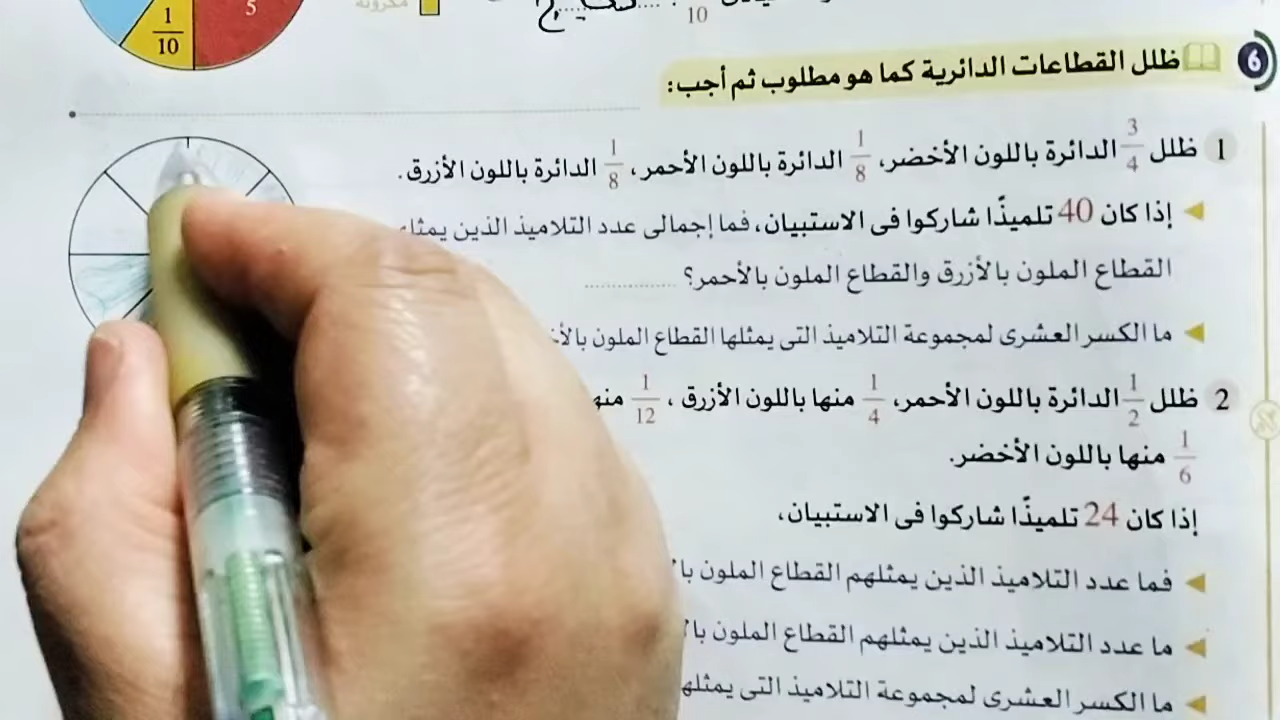 5
1/10
10
مكرونة
6 ظلل القطاعات الدائرية كما هو مطلوب ثم أجب:
1 ظلل 3/4 الدائرة باللون الأخضر، 1/8 الدائرة باللون الأحمر، 1/8 الدائرة باللون الأزرق.
إذا كان 40 تلميذًا شاركوا فى الاستبيان، فما إجمالى عدد التلاميذ الذين
القطاع الملون بالأزرق والقطاع الملون بالأحمر؟ ............
ما الكسر العشرى لمجموعة التلاميذ التى يمثلها القطاع الملون
2 ظلل 1/2 الدائرة باللون الأحمر، 1/4 منها باللون الأزرق، 1/12
1/6 منها باللون الأخضر.
إذا كان 24 تلميذًا شاركوا فى الاستبيان،
فما عدد التلاميذ الذين يمثلهم القطاع الملون
ما عدد التلاميذ الذين يمثلهم القطاع الملون
ما الكسر العشرى لمجموعة التلاميذ التى